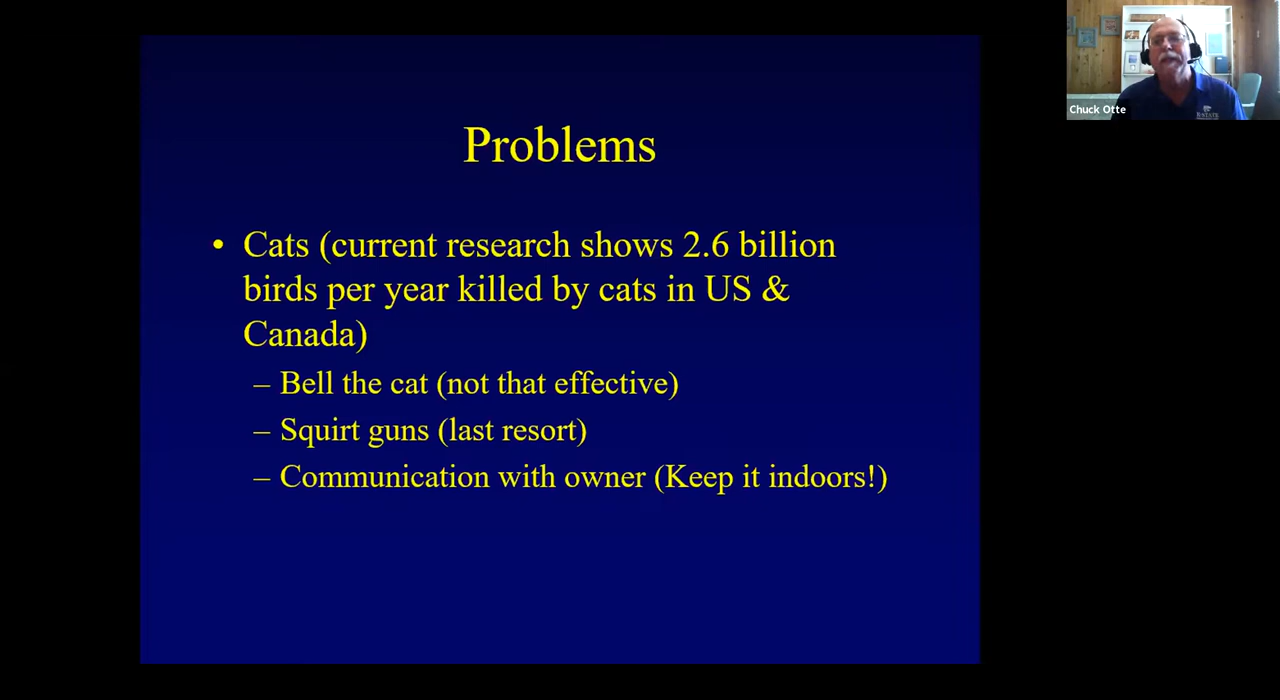 Problems
• Cats (current research shows 2.6 billion
birds per year killed by cats in US &
Canada)
– Bell the cat (not that effective)
– Squirt guns (last resort)
– Communication with owner (Keep it indoors!)
Chuck Otte
K-STATE